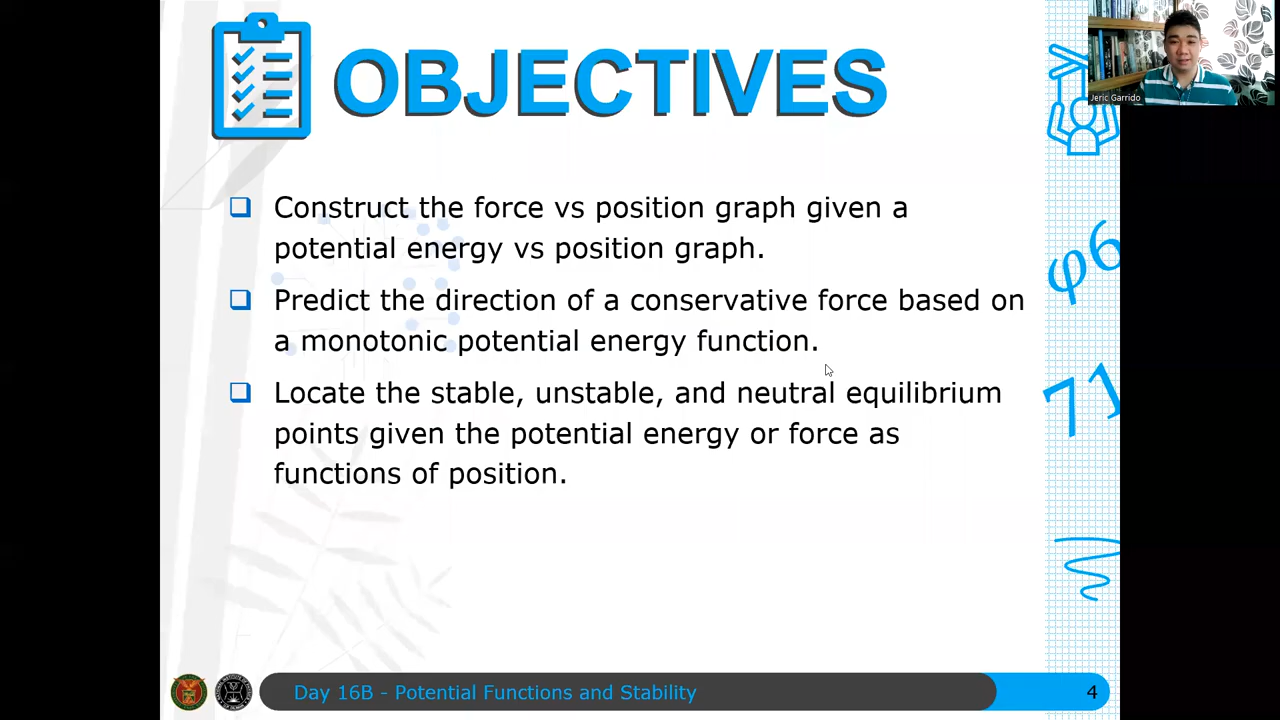 OBJECTIVES
Jeric Garrido
Construct the force vs position graph given a
potential energy vs position graph.
Predict the direction of a conservative force based on
a monotonic potential energy function.
Locate the stable, unstable, and neutral equilibrium
points given the potential energy or force as
functions of position.
φ6
71
Day 16B - Potential Functions and Stability
4